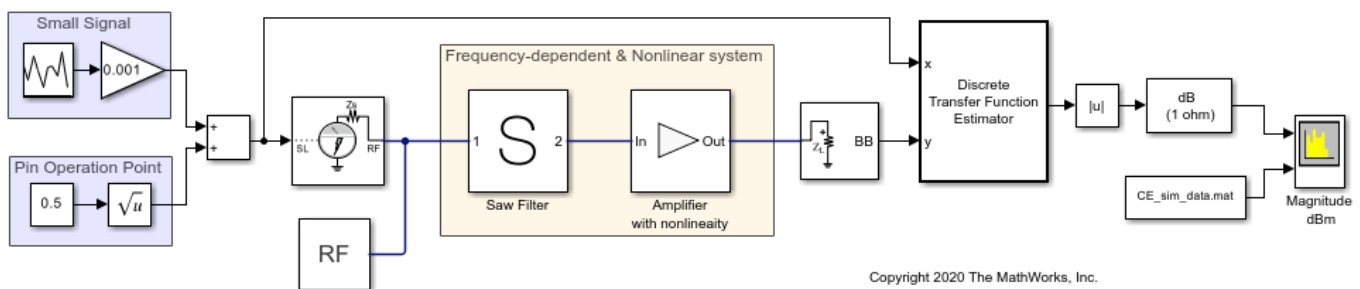 Small Signal
0.001
Pin Operation Point
0.5
√u
+
+
SL
Zs
RF
RF
Frequency-dependent & Nonlinear system
1
S
2
Saw Filter
In
Out
Amplifier
with nonlineaity
+
ZL
BB
x
y
Discrete
Transfer Function
Estimator
|u|
dB
(1 ohm)
CE_sim_data.mat
Magnitude
dBm
Copyright 2020 The MathWorks, Inc.